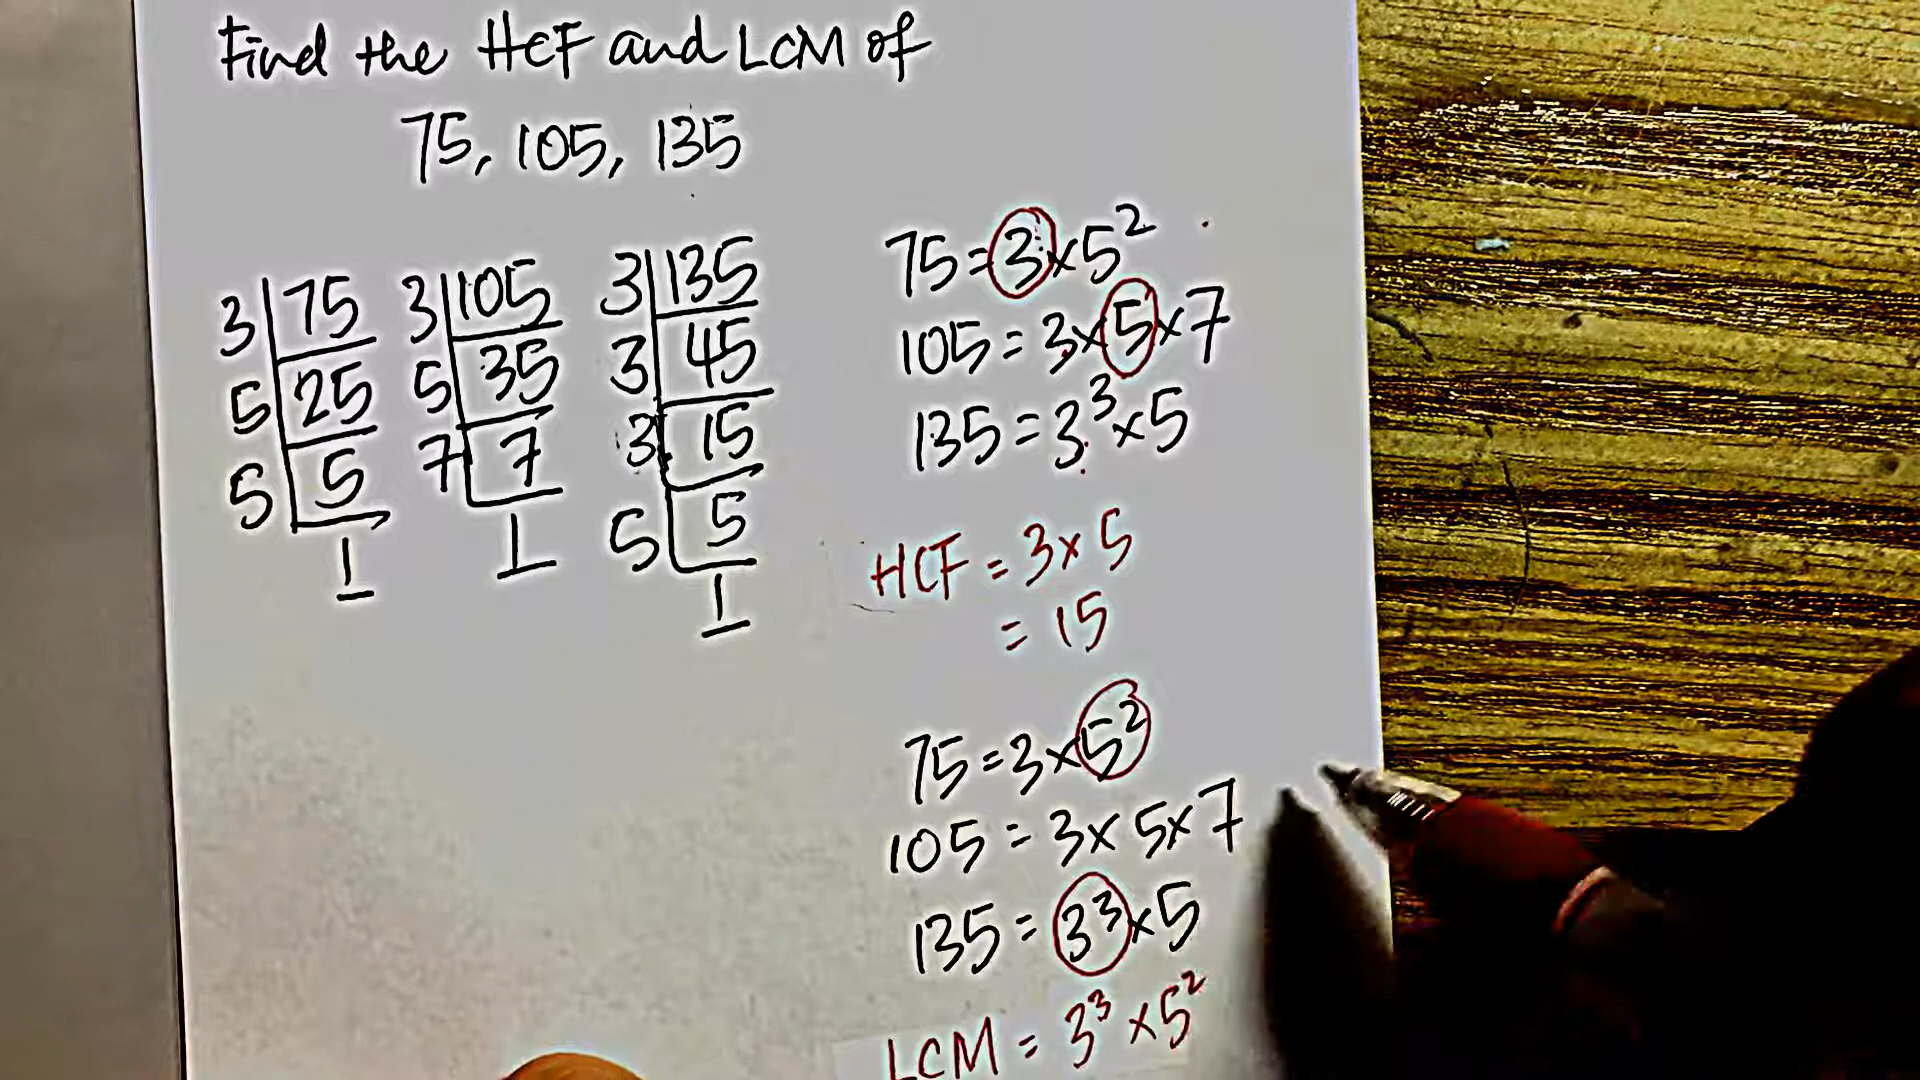 Find the HCF and LCM of
75, 105, 135
3 75 3 105 3 135
5 25 5 35 3 45
5 5 7 7 3 15
1 1 5 5
1
75 = 3 × 5²
105 = 3 × 5 × 7
135 = 3³ × 5
HCF = 3 × 5
= 15
75 = 3 × 5²
105 = 3 × 5 × 7
135 = 3³ × 5
LCM = 3³ × 5²